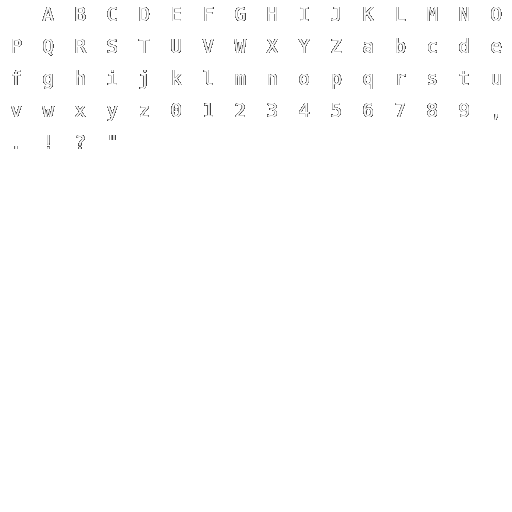 A B C D E F G H I J K L M N O
P Q R S T U V W X Y Z a b c d e
f g h i j k l m n o p q r s t u
v w x y z 0 1 2 3 4 5 6 7 8 9 ,
. ! ? "